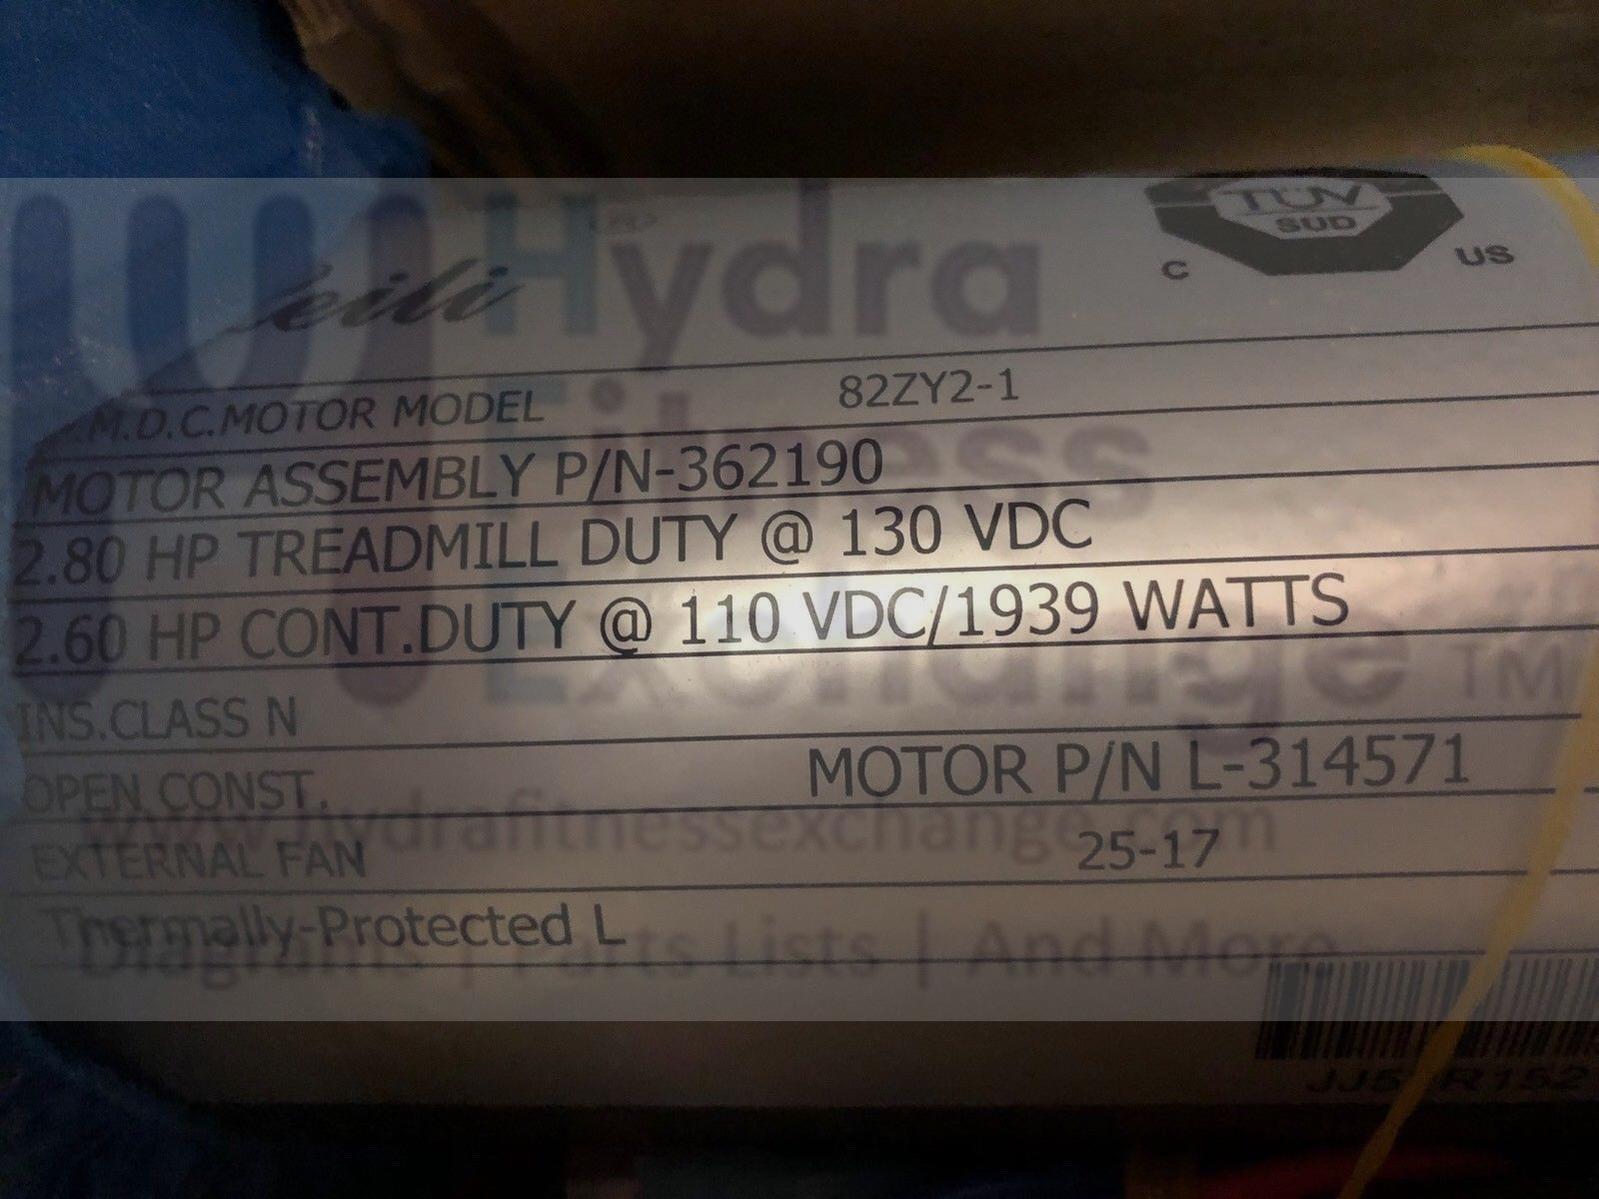 TÜV
SUD
C US
Hydra
Leili
Fitness
Exchange TM
P.M.D.C.MOTOR MODEL 82ZY2-1
MOTOR ASSEMBLY P/N-362190
2.80 HP TREADMILL DUTY @ 130 VDC
2.60 HP CONT.DUTY @ 110 VDC/1939 WATTS
INS.CLASS N
OPEN CONST. MOTOR P/N L-314571
www.hydrafitnessexchange.com
EXTERNAL FAN 25-17
Thermally-Protected L
Diagrams | Parts Lists | And More